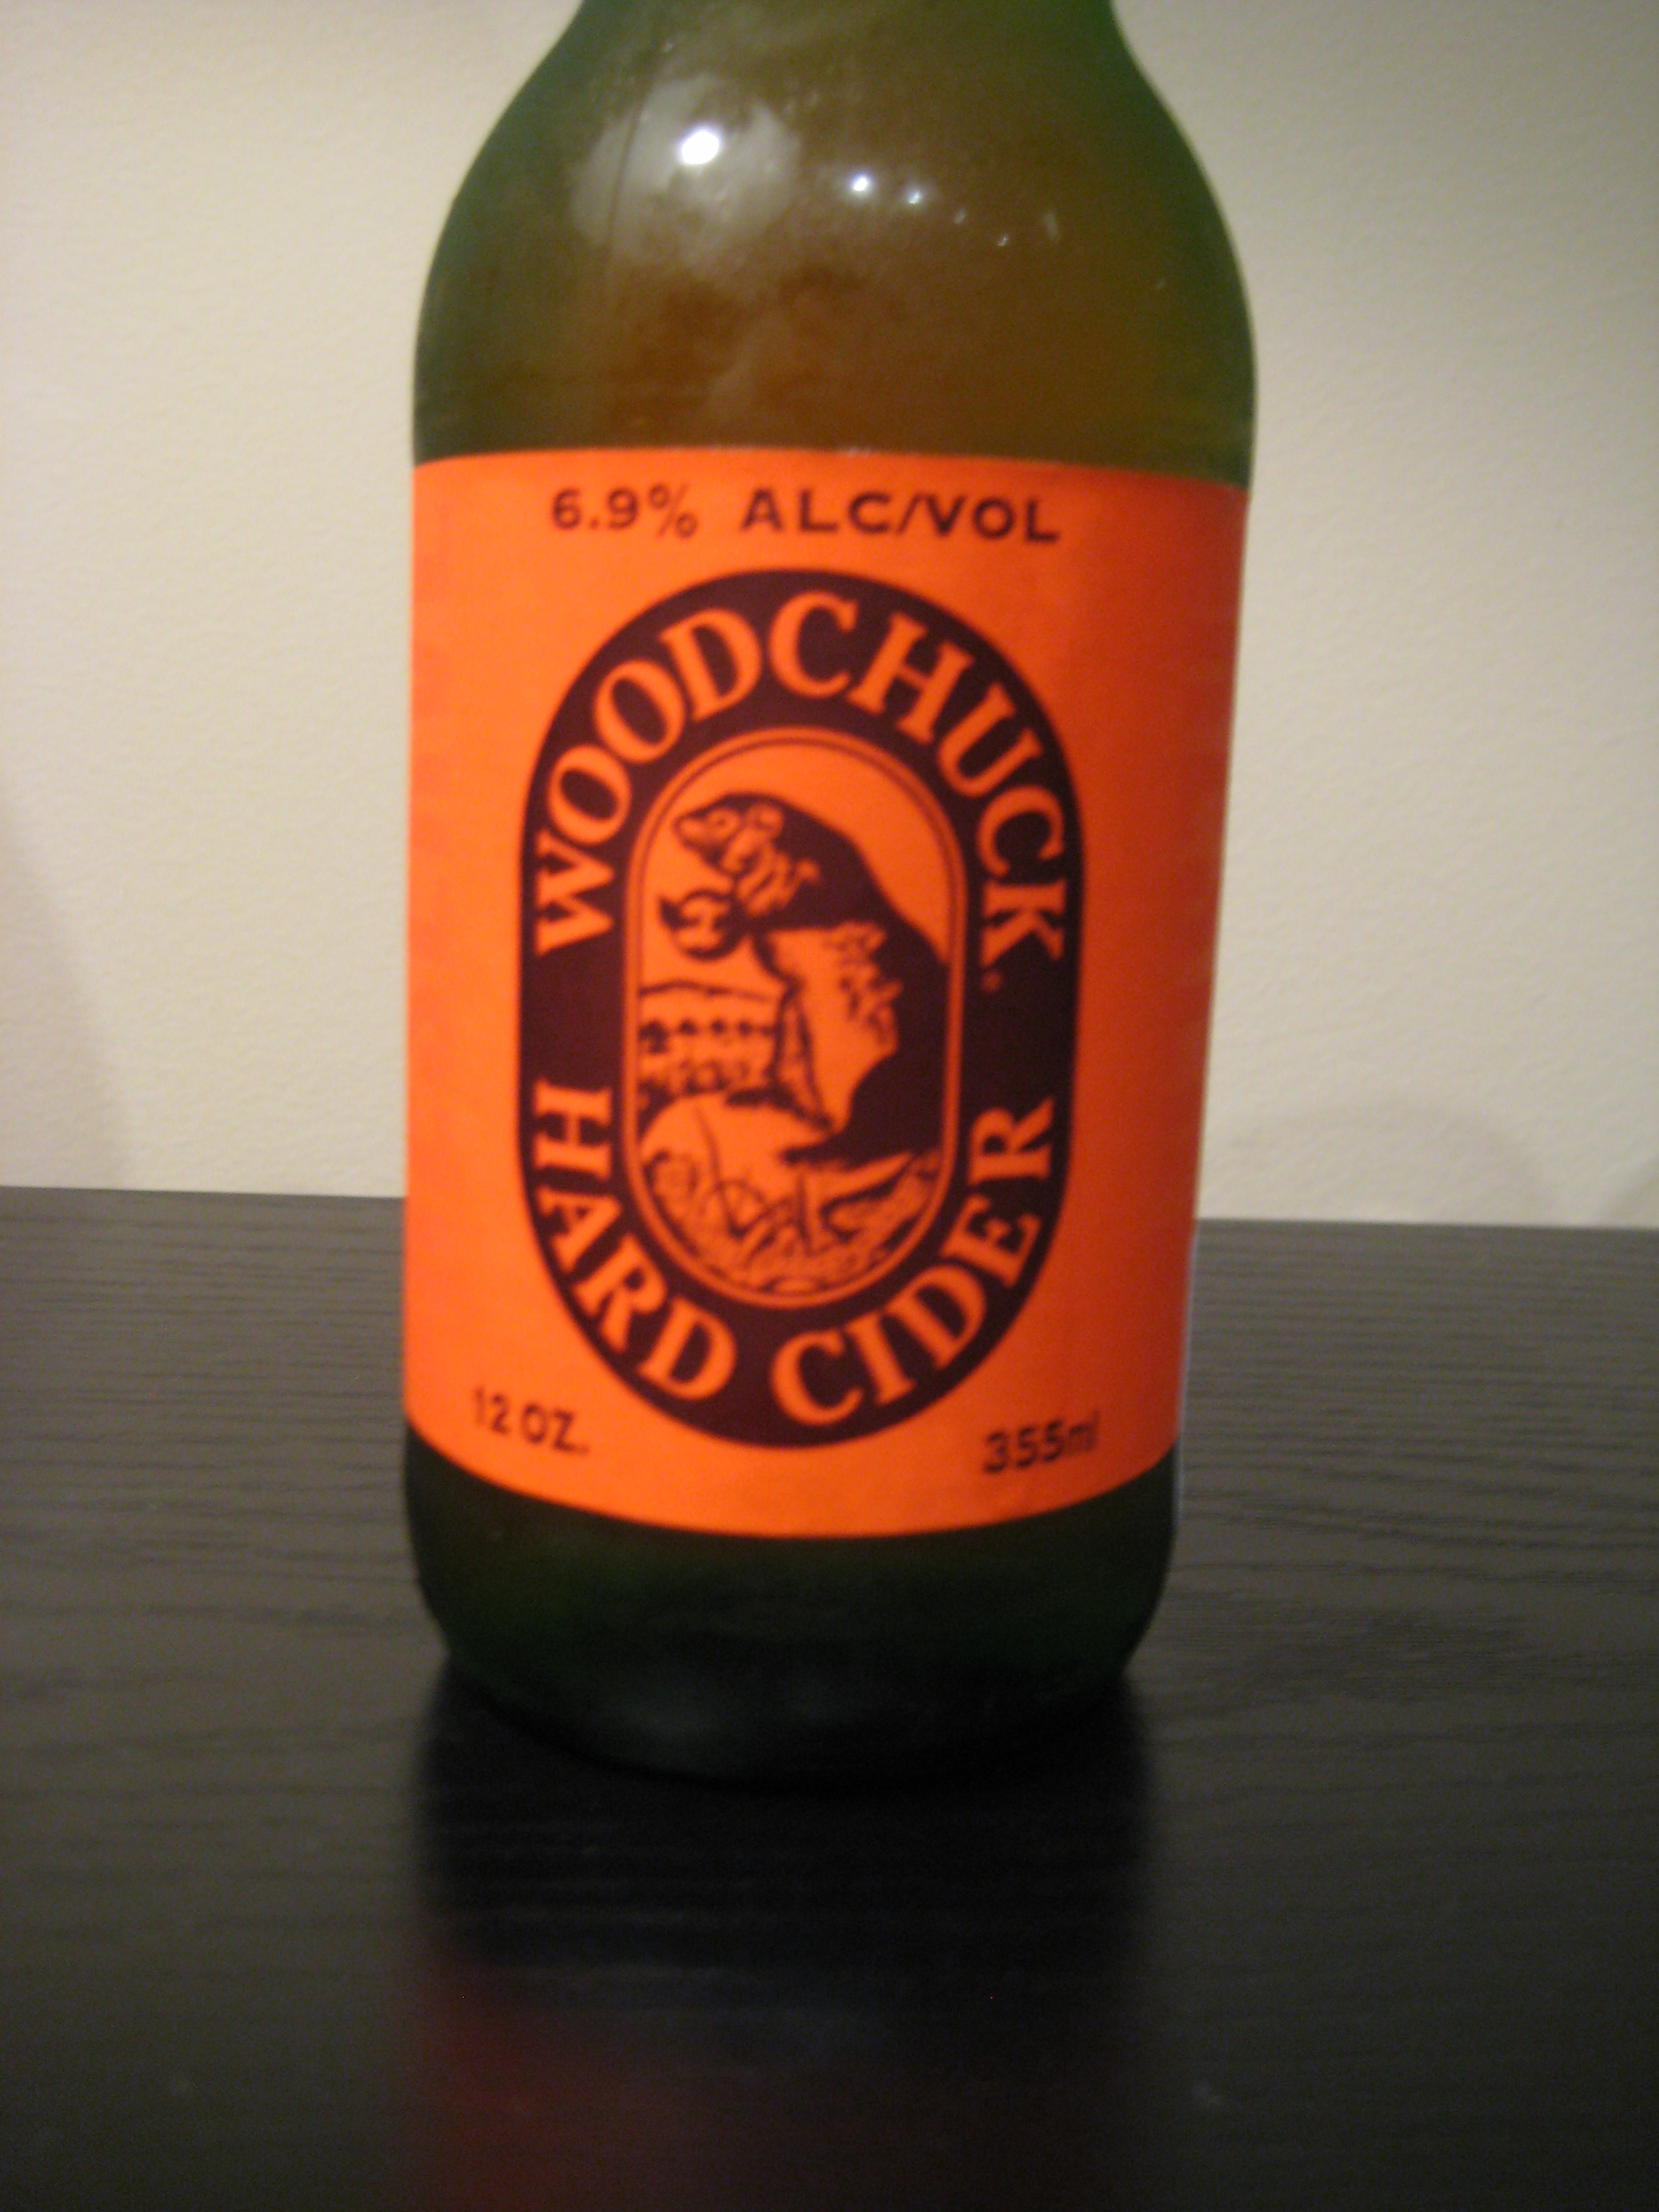 6.9% ALC/VOL
WOODCHUCK
HARD CIDER
12 OZ.
355ml